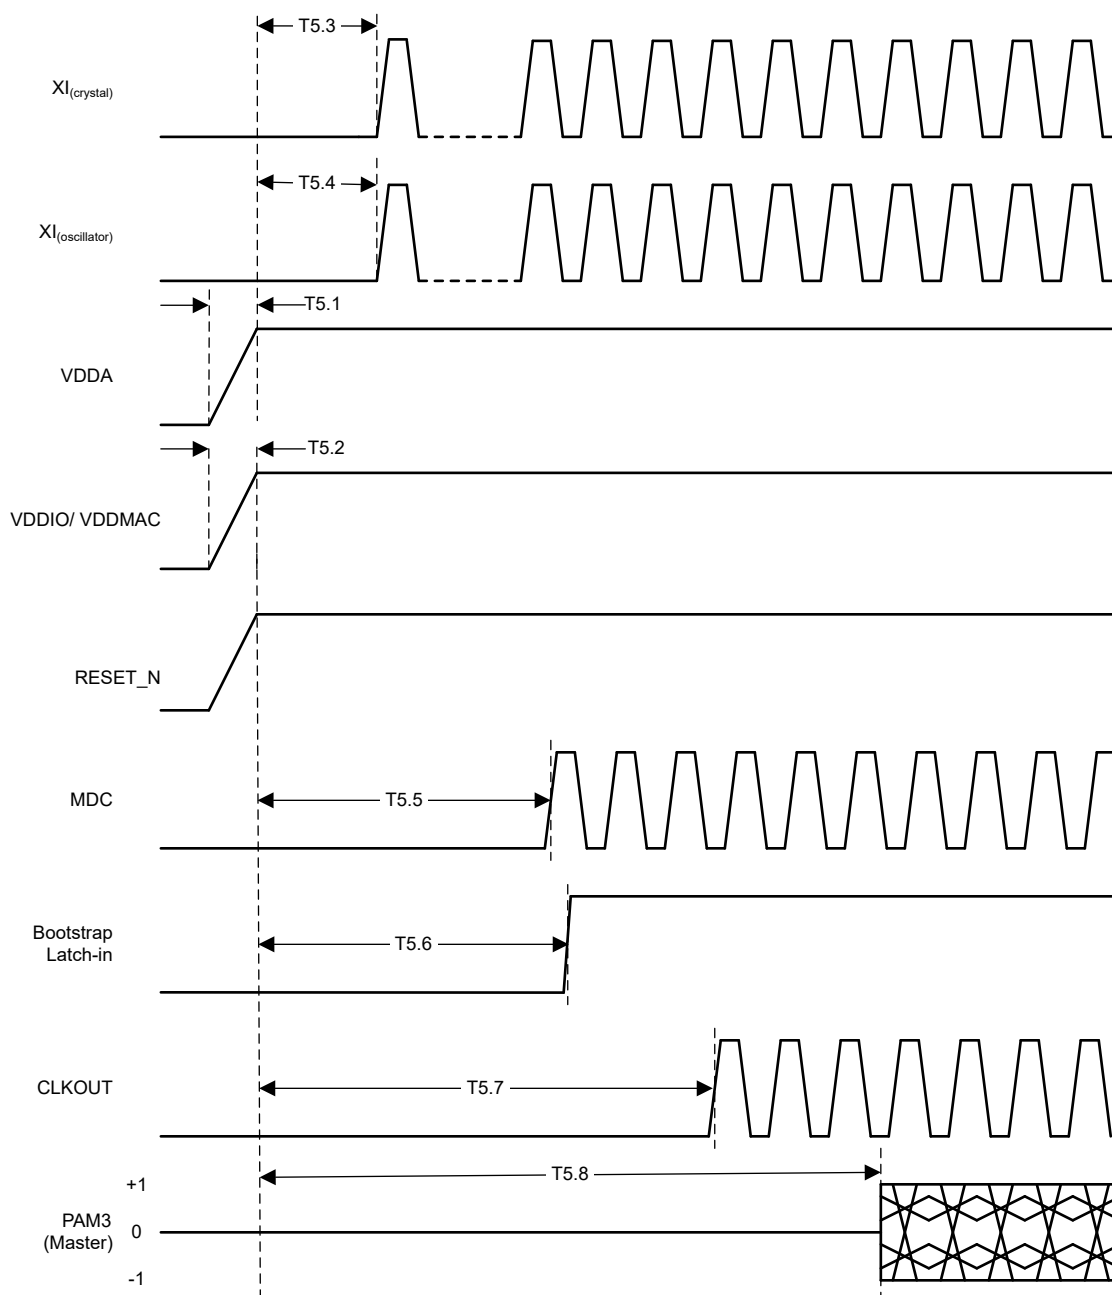 T5.3
XI(crystal)
T5.4
XI(oscillator)
T5.1
VDDA
T5.2
VDDIO/ VDDMAC
RESET_N
MDC
T5.5
Bootstrap
Latch-in
T5.6
CLKOUT
T5.7
T5.8
+1
PAM3
(Master)
0
-1